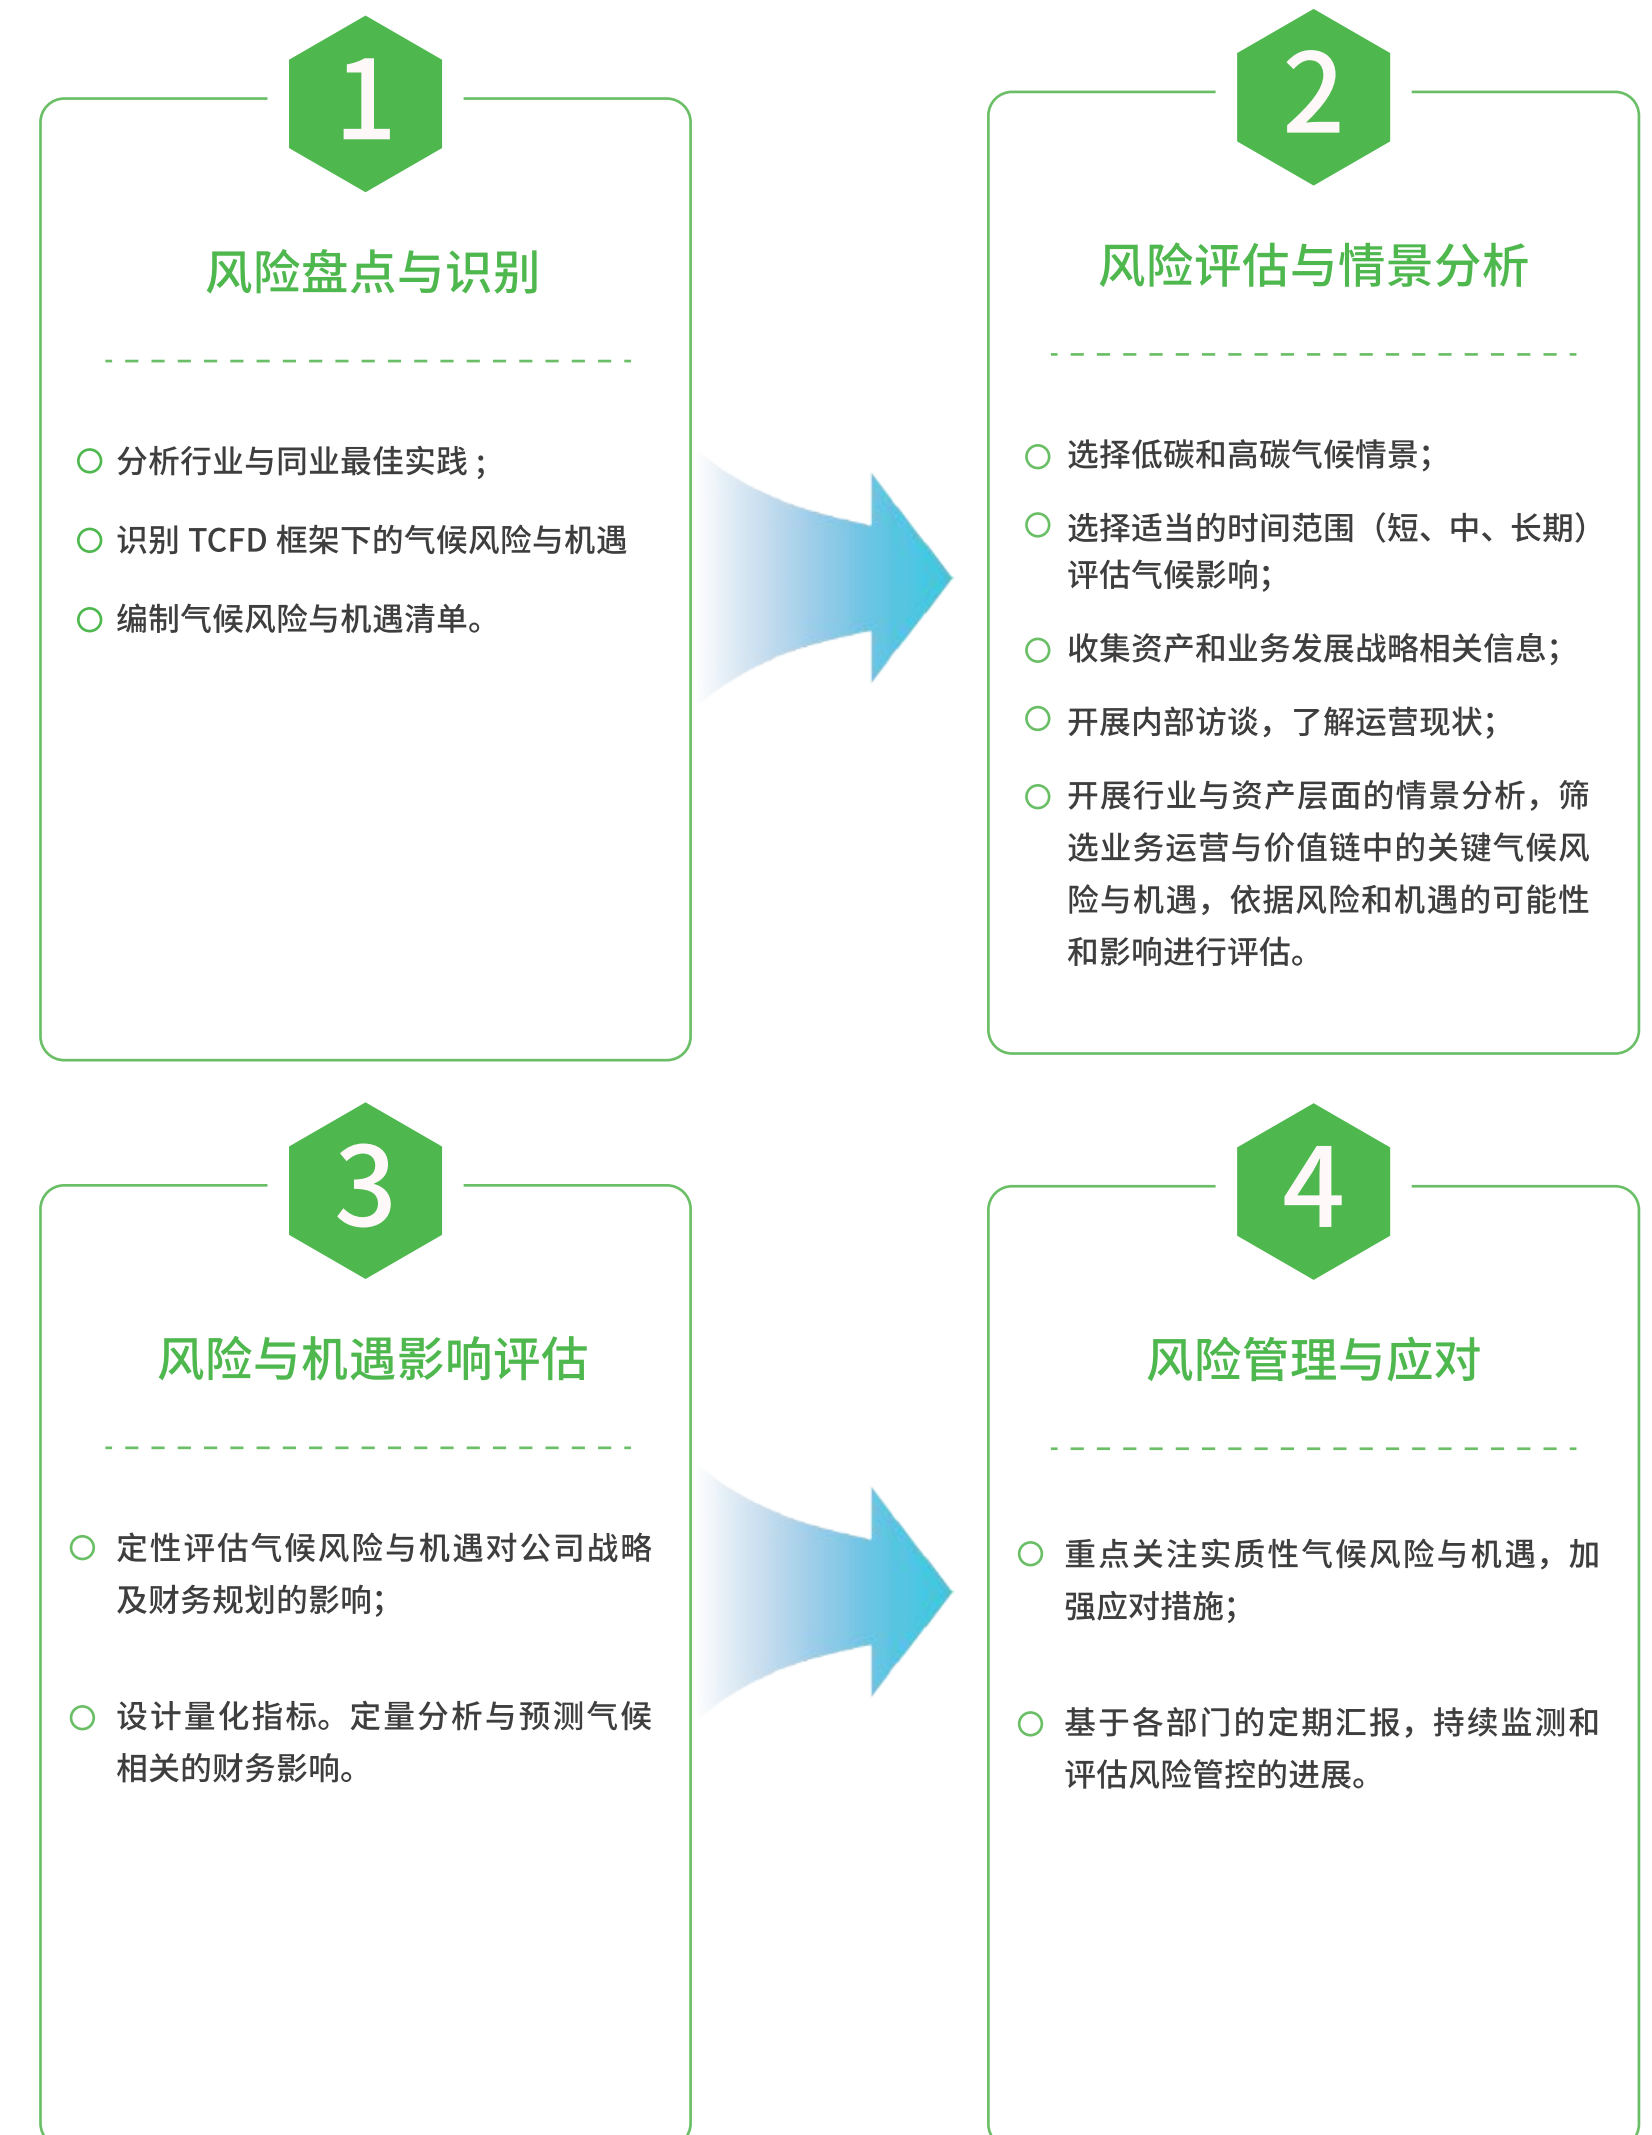 1
风险盘点与识别
分析行业与同业最佳实践；
识别 TCFD 框架下的气候风险与机遇
编制气候风险与机遇清单。
2
风险评估与情景分析
选择低碳和高碳气候情景；
选择适当的时间范围（短、中、长期）
评估气候影响；
收集资产和业务发展战略相关信息；
开展内部访谈，了解运营现状；
开展行业与资产层面的情景分析，筛
选业务运营与价值链中的关键气候风
险与机遇，依据风险和机遇的可能性
和影响进行评估。
3
风险与机遇影响评估
定性评估气候风险与机遇对公司战略
及财务规划的影响；
设计量化指标。定量分析与预测气候
相关的财务影响。
4
风险管理与应对
重点关注实质性气候风险与机遇，加
强应对措施；
基于各部门的定期汇报，持续监测和
评估风险管控的进展。